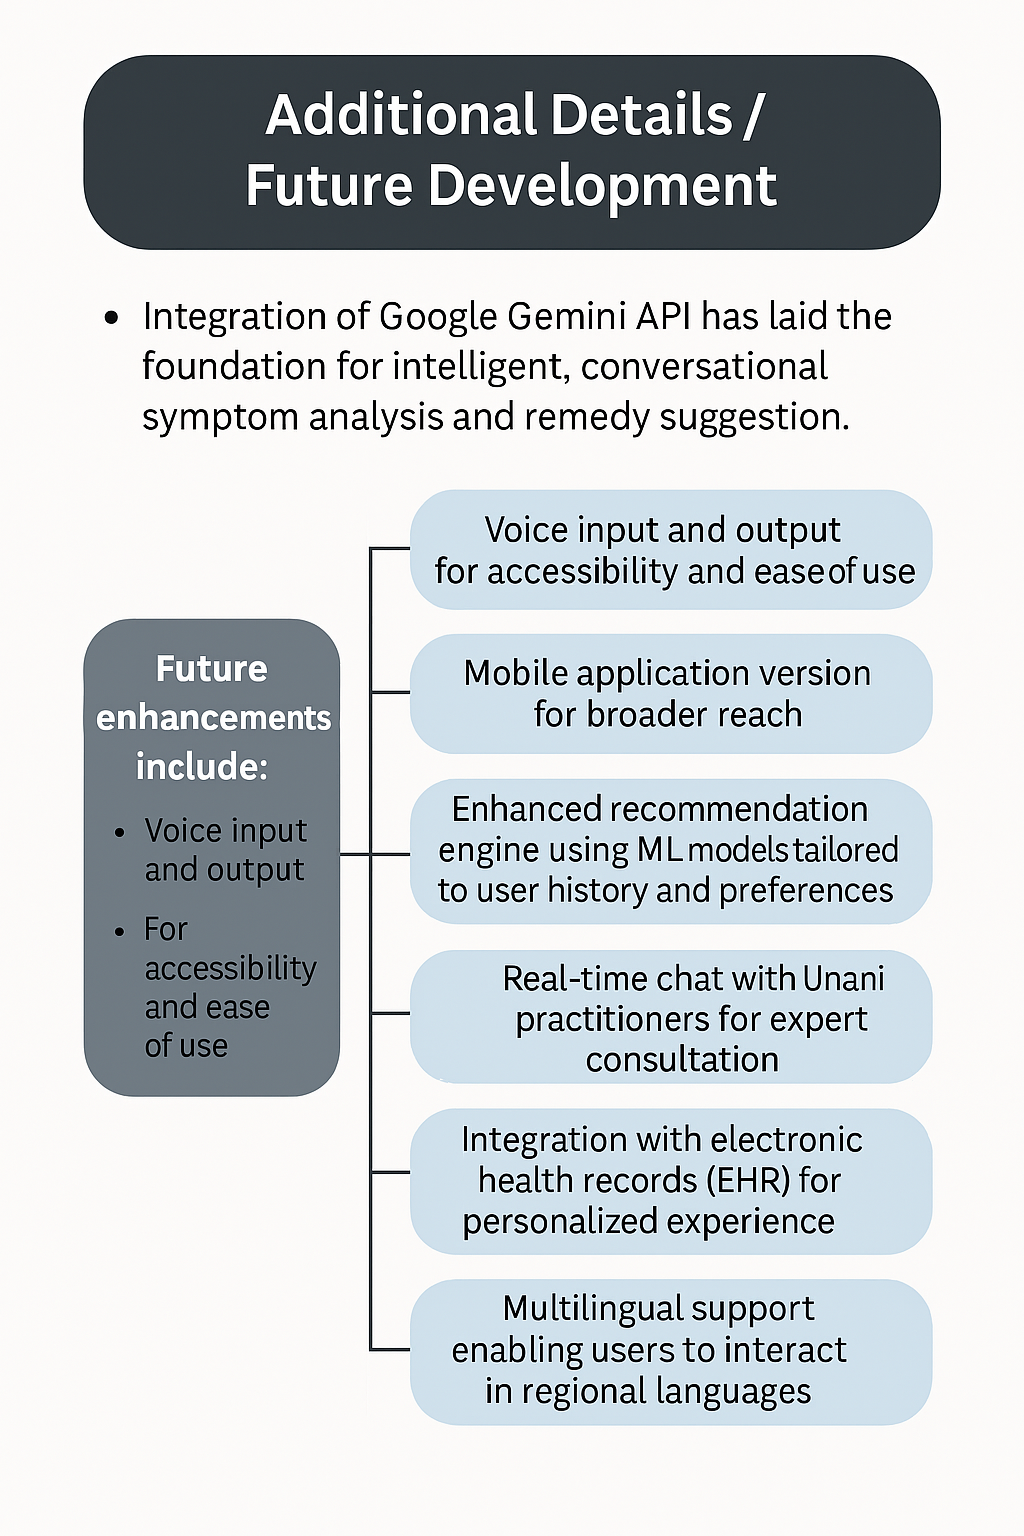 Additional Details /
Future Development
• Integration of Google Gemini API has laid the
foundation for intelligent, conversational
symptom analysis and remedy suggestion.
Future
enhancements
include:
• Voice input
and output
• For
accessibility
and ease
of use
Voice input and output
for accessibility and ease of use
Mobile application version
for broader reach
Enhanced recommendation
engine using ML models tailored
to user history and preferences
Real-time chat with Unani
practitioners for expert
consultation
Integration with electronic
health records (EHR) for
personalized experience
Multilingual support
enabling users to interact
in regional languages